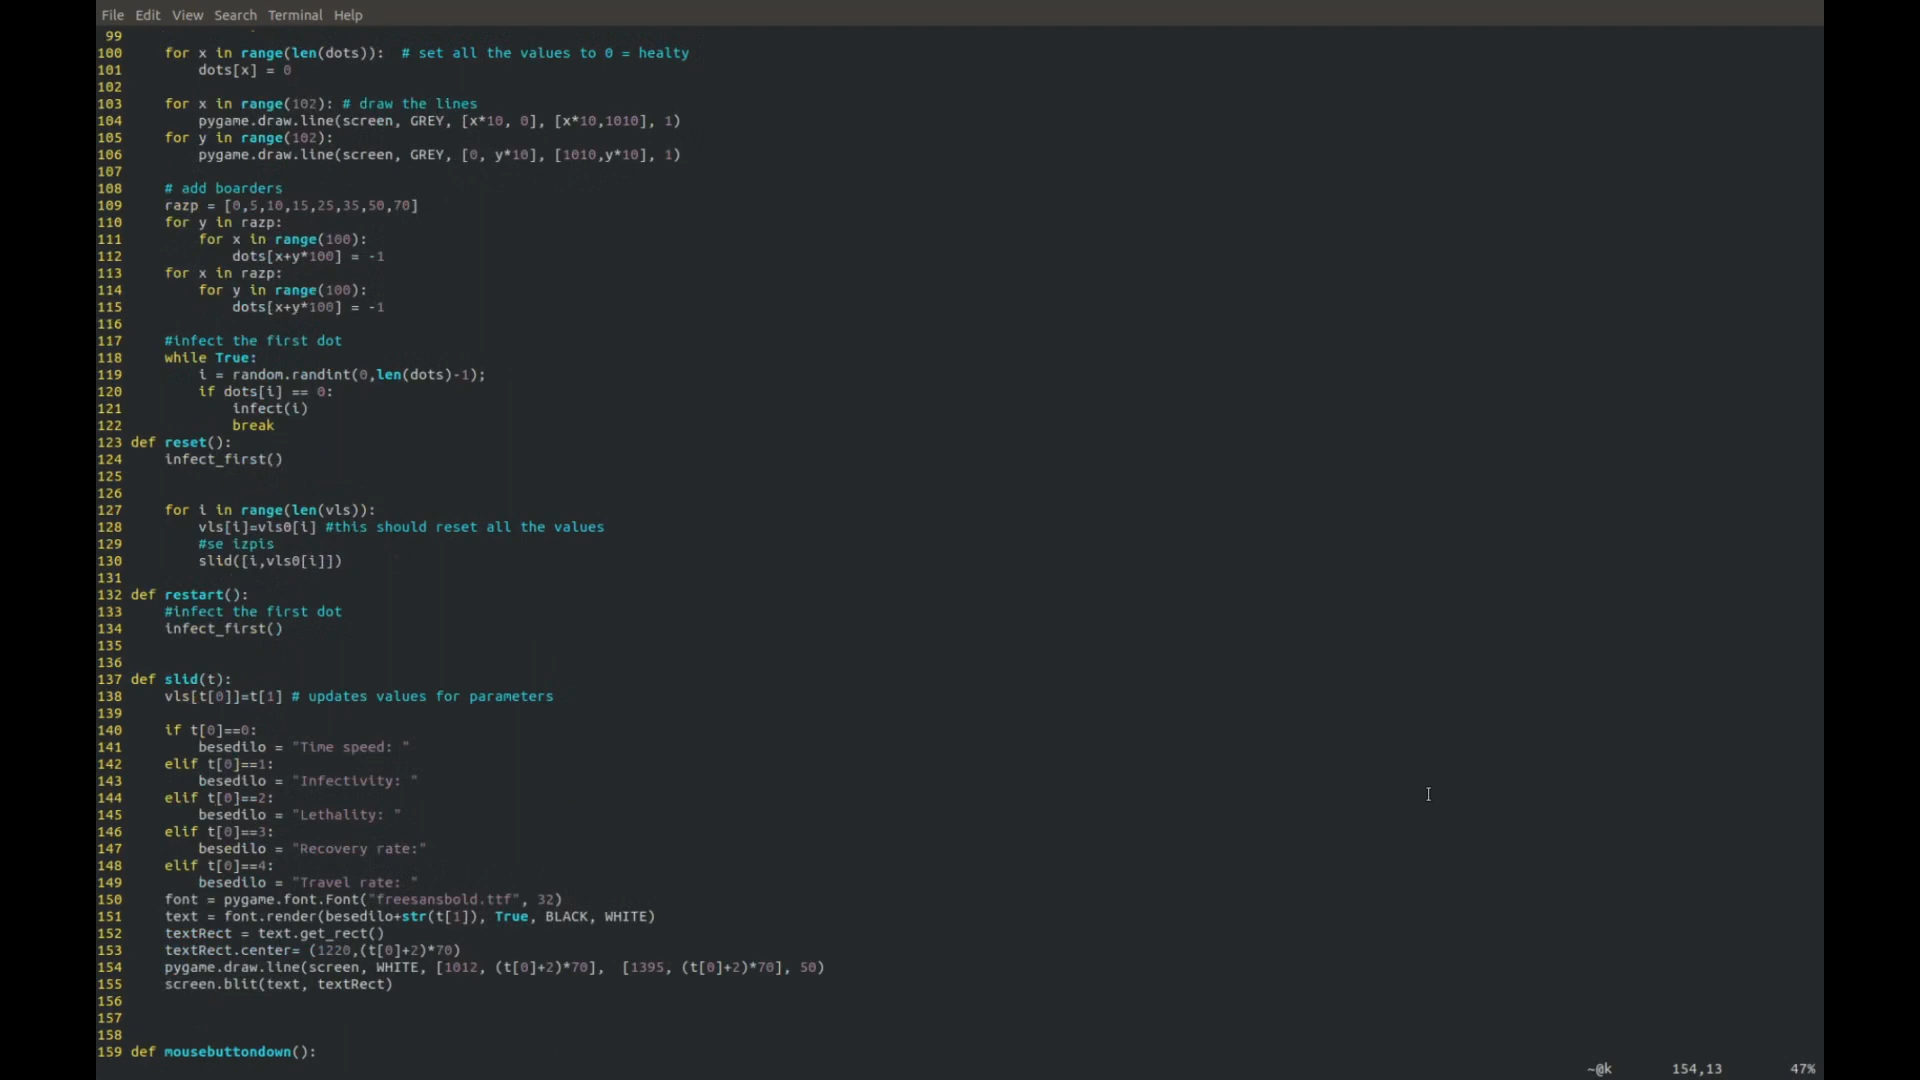 File Edit View Search Terminal Help
99
100     for x in range(len(dots)):  # set all the values to 0 = healty
101         dots[x] = 0
102
103     for x in range(102): # draw the lines
104         pygame.draw.line(screen, GREY, [x*10, 0], [x*10,1010], 1)
105     for y in range(102):
106         pygame.draw.line(screen, GREY, [0, y*10], [1010,y*10], 1)
107
108     # add boarders
109     razp = [0,5,10,15,25,35,50,70]
110     for y in razp:
111         for x in range(100):
112             dots[x+y*100] = -1
113     for x in razp:
114         for y in range(100):
115             dots[x+y*100] = -1
116
117     #infect the first dot
118     while True:
119         i = random.randint(0,len(dots)-1);
120         if dots[i] == 0:
121             infect(i)
122             break
123 def reset():
124     infect_first()
125
126
127     for i in range(len(vls)):
128         vls[i]=vls0[i] #this should reset all the values
129         #se izpis
130         slid([i,vls0[i]])
131
132 def restart():
133     #infect the first dot
134     infect_first()
135
136
137 def slid(t):
138     vls[t[0]]=t[1] # updates values for parameters
139
140     if t[0]==0:
141         besedilo = "Time speed: "
142     elif t[0]==1:
143         besedilo = "Infectivity: "
144     elif t[0]==2:
145         besedilo = "Lethality: "
146     elif t[0]==3:
147         besedilo = "Recovery rate:"
148     elif t[0]==4:
149         besedilo = "Travel rate: "
150     font = pygame.font.Font("freesansbold.ttf", 32)
151     text = font.render(besedilo+str(t[1]), True, BLACK, WHITE)
152     textRect = text.get_rect()
153     textRect.center= (1220,(t[0]+2)*70)
154     pygame.draw.line(screen, WHITE, [1012, (t[0]+2)*70],  [1395, (t[0]+2)*70], 50)
155     screen.blit(text, textRect)
156
157
158
159 def mousebuttondown():
~@k 154,13 47%